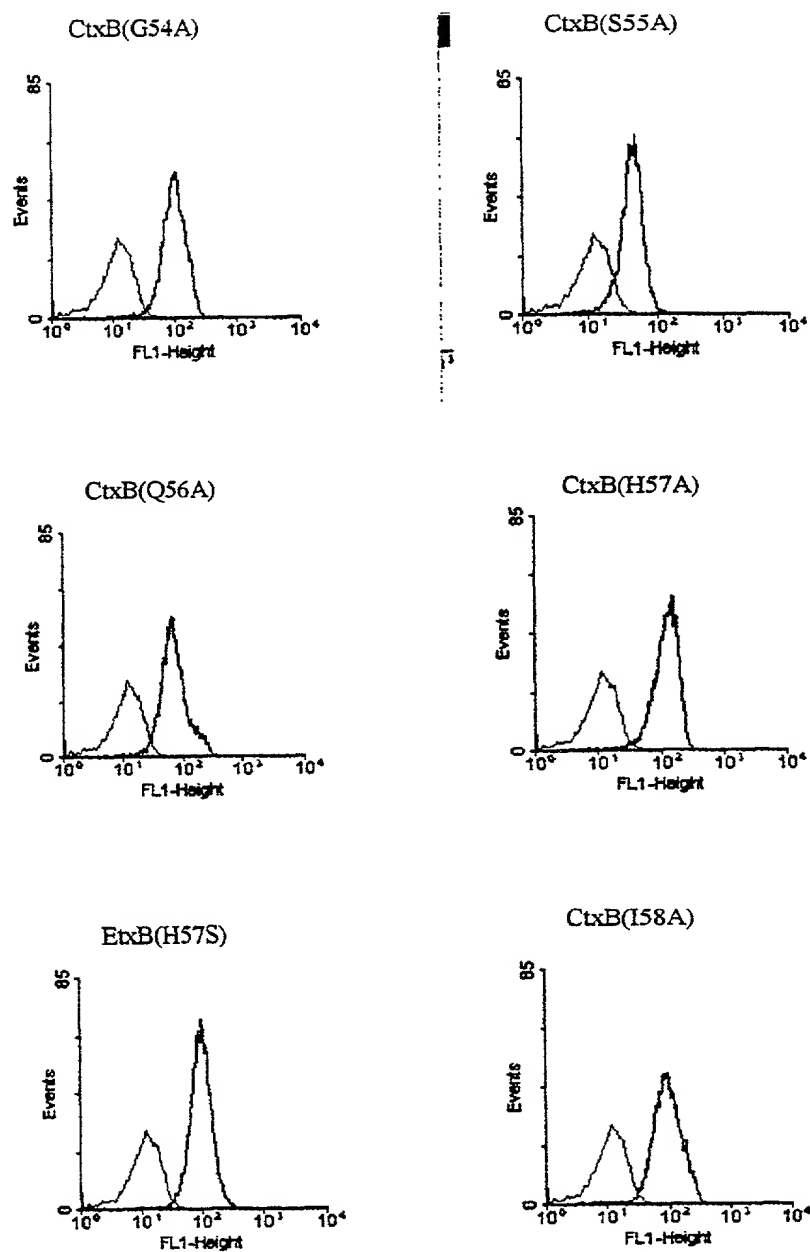 CtxB(G54A)
85
Events
0
10⁰ 10¹ 10² 10³ 10⁴
FL1-Height
CtxB(S55A)
85
Events
0
10⁰ 10¹ 10² 10³ 10⁴
FL1-Height
CtxB(Q56A)
85
Events
0
10⁰ 10¹ 10² 10³ 10⁴
FL1-Height
CtxB(H57A)
85
Events
0
10⁰ 10¹ 10² 10³ 10⁴
FL1-Height
EtxB(H57S)
85
Events
0
10⁰ 10¹ 10² 10³ 10⁴
FL1-Height
CtxB(I58A)
85
Events
0
10⁰ 10¹ 10² 10³ 10⁴
FL1-Height